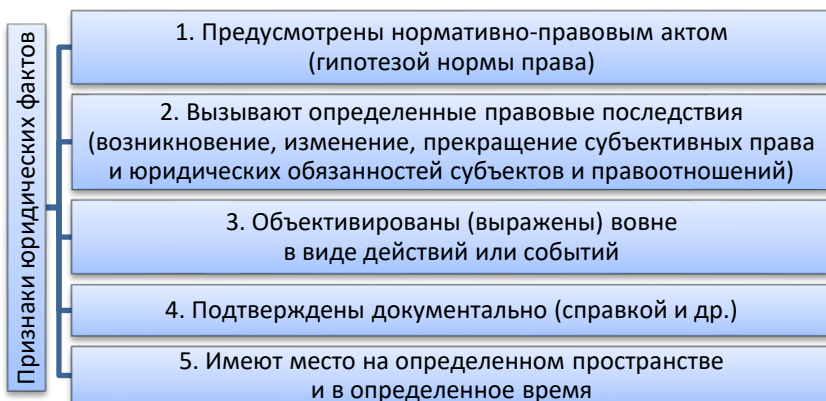 Признаки юридических фактов
1. Предусмотрены нормативно-правовым актом
(гипотезой нормы права)
2. Вызывают определенные правовые последствия
(возникновение, изменение, прекращение субъективных права
и юридических обязанностей субъектов и правоотношений)
3. Объективированы (выражены) вовне
в виде действий или событий
4. Подтверждены документально (справкой и др.)
5. Имеют место на определенном пространстве
и в определенное время